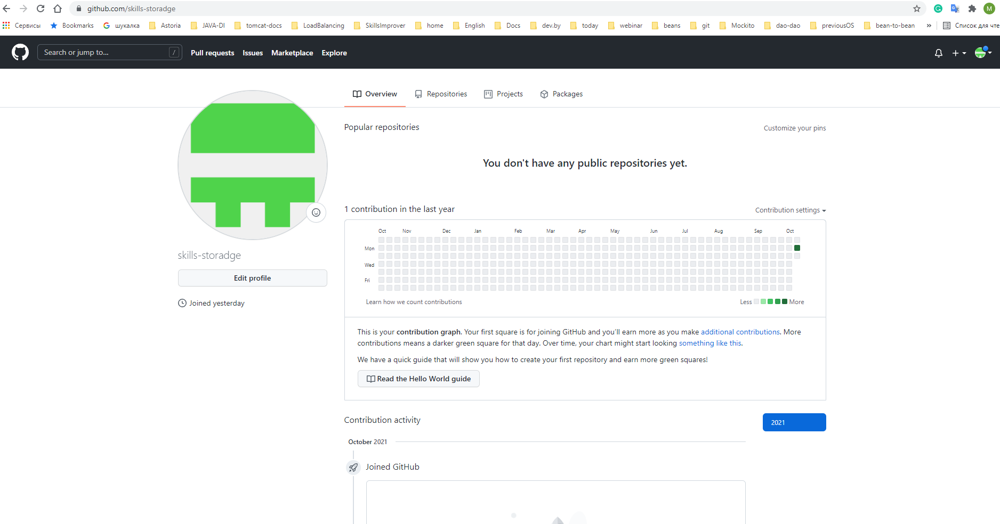 github.com/skills-storadge
M
Сервисы Bookmarks шукалка Astoria JAVA-DI tomcat-docs LoadBalancing SkillsImprover home English Docs dev.by today webinar beans git Mockito dao-dao previousOS bean-to-bean » Список для чте
Search or jump to... / Pull requests Issues Marketplace Explore
Overview Repositories Projects Packages
Popular repositories Customize your pins
You don't have any public repositories yet.
1 contribution in the last year Contribution settings
Oct Nov Dec Jan Feb Mar Apr May Jun Jul Aug Sep Oct
Mon
Wed
Fri
Learn how we count contributions Less More
skills-storadge
Edit profile
Joined yesterday
This is your contribution graph. Your first square is for joining GitHub and you’ll earn more as you make additional contributions. More
contributions means a darker green square for that day. Over time, your chart might start looking something like this.
We have a quick guide that will show you how to create your first repository and earn more green squares!
Read the Hello World guide
Contribution activity 2021
October 2021
Joined GitHub